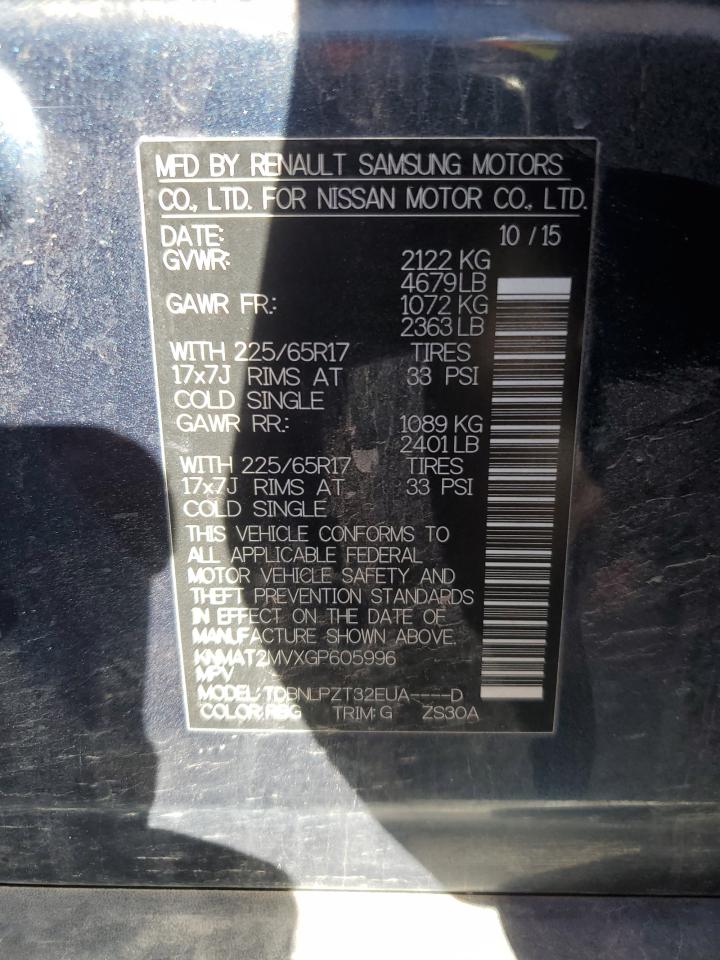 MFD BY RENAULT SAMSUNG MOTORS
CO., LTD. FOR NISSAN MOTOR CO., LTD.
DATE: 10 / 15
GVWR: 2122 KG
4679 LB
GAWR FR.: 1072 KG
2363 LB
WITH 225/65R17 TIRES
17x7J RIMS AT 33 PSI
COLD SINGLE
GAWR RR.: 1089 KG
2401 LB
WITH 225/65R17 TIRES
17x7J RIMS AT 33 PSI
COLD SINGLE
THIS VEHICLE CONFORMS TO
ALL APPLICABLE FEDERAL
MOTOR VEHICLE SAFETY AND
THEFT PREVENTION STANDARDS
IN EFFECT ON THE DATE OF
MANUFACTURE SHOWN ABOVE.
KNMAT2MVXGP605996
MPV
MODEL: TDBNLPZT32EUA----D
COLOR: RBG TRIM: G ZS30A